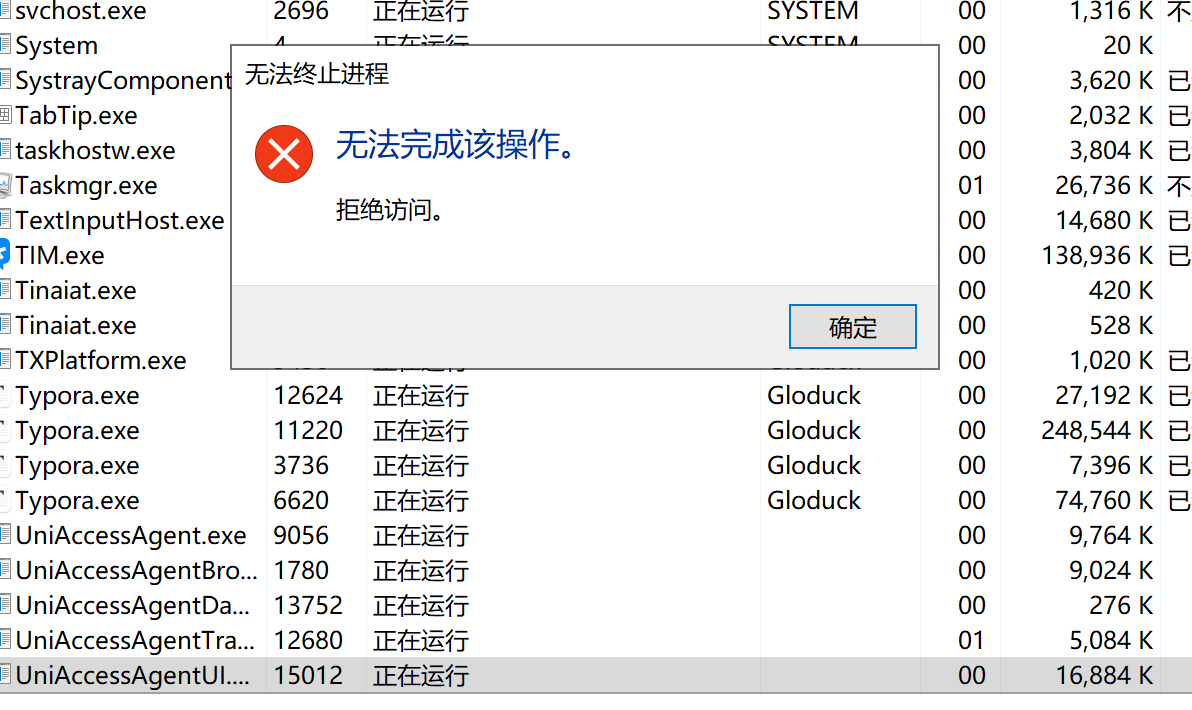 svchost.exe 2696 正在运行 SYSTEM 00 1,316 K 不
System 4 正在运行 SYSTEM 00 20 K
无法终止进程
SystrayComponent 00 3,620 K 已
TabTip.exe 00 2,032 K 已
无法完成该操作。
taskhostw.exe 00 3,804 K 已
Taskmgr.exe 01 26,736 K 不
拒绝访问。
TextInputHost.exe 00 14,680 K 已
TIM.exe 00 138,936 K 已
Tinaiat.exe 00 420 K
Tinaiat.exe 00 528 K
确定
TXPlatform.exe 00 1,020 K 已
Typora.exe 12624 正在运行 Gloduck 00 27,192 K 已
Typora.exe 11220 正在运行 Gloduck 00 248,544 K 已
Typora.exe 3736 正在运行 Gloduck 00 7,396 K 已
Typora.exe 6620 正在运行 Gloduck 00 74,760 K 已
UniAccessAgent.exe 9056 正在运行 00 9,764 K
UniAccessAgentBro... 1780 正在运行 00 9,024 K
UniAccessAgentDa... 13752 正在运行 00 276 K
UniAccessAgentTra... 12680 正在运行 01 5,084 K
UniAccessAgentUI.... 15012 正在运行 00 16,884 K